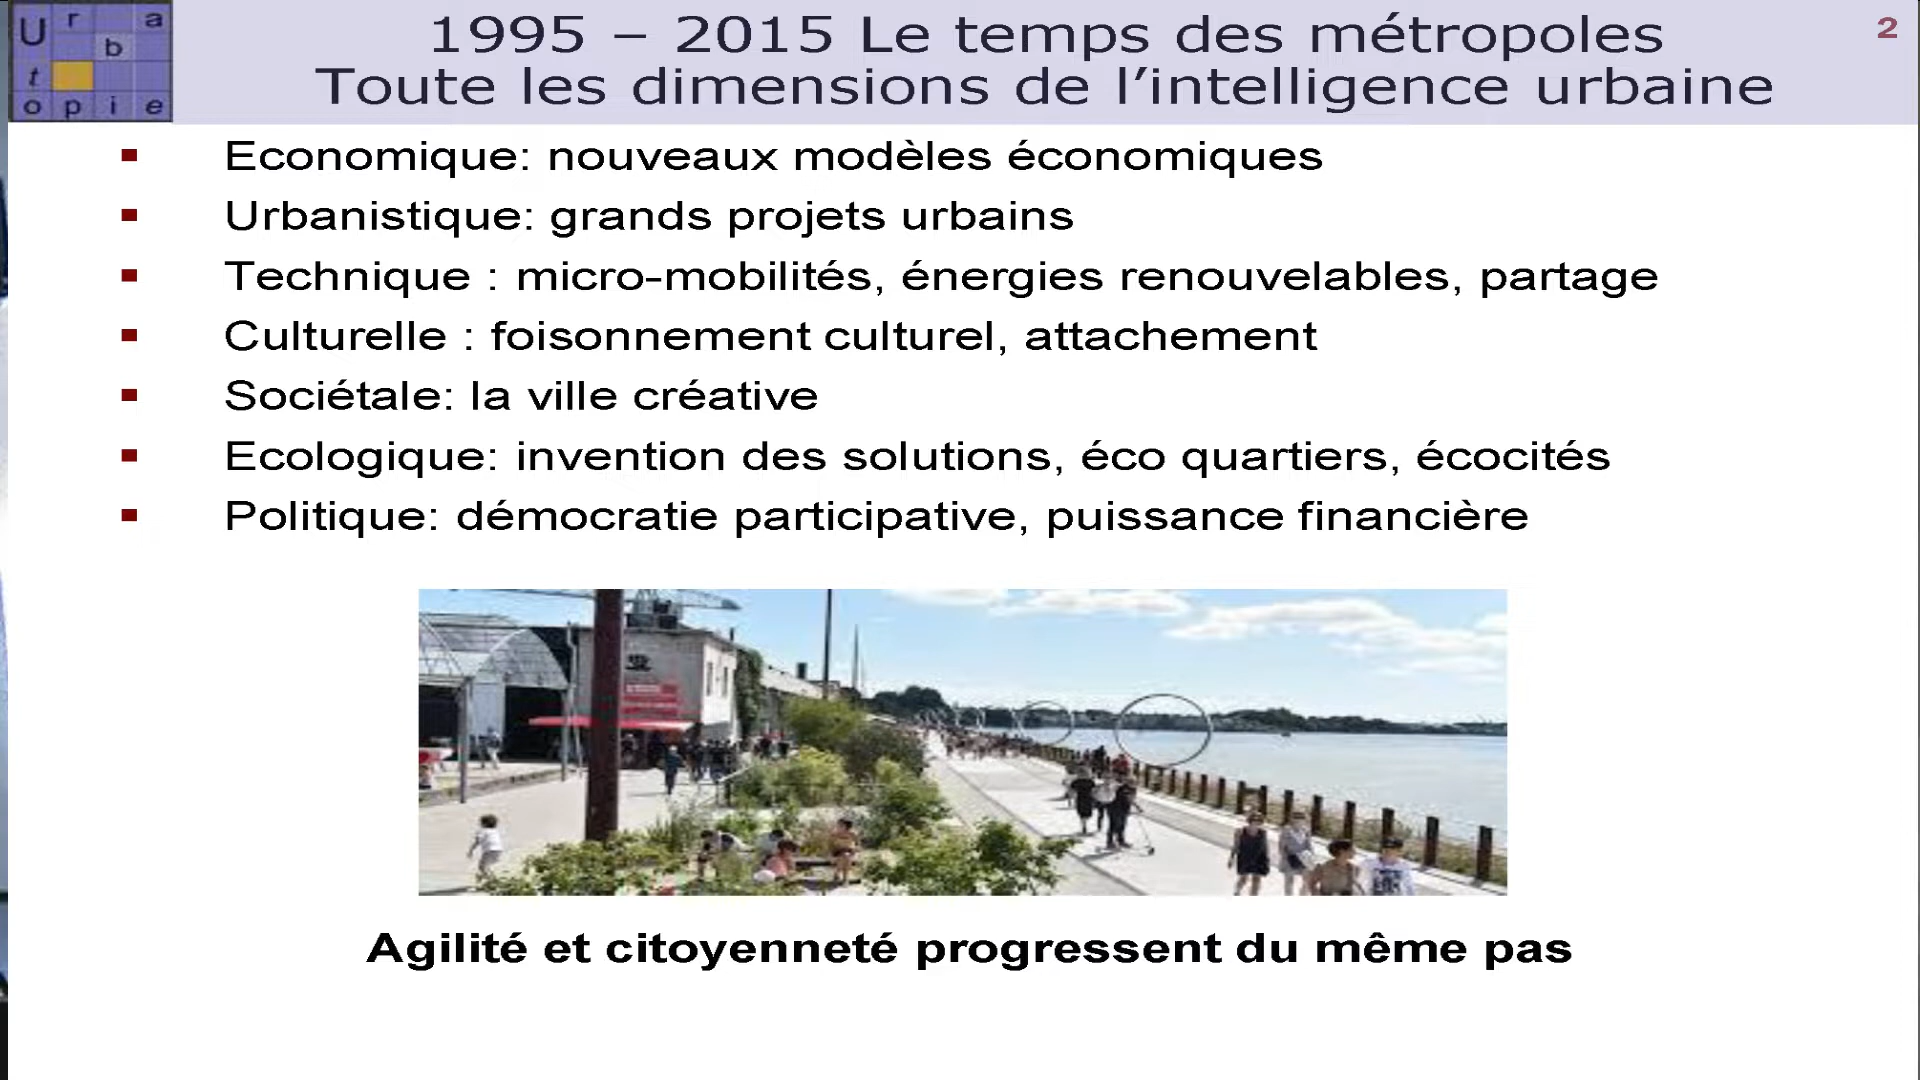 U r a
b
t
o p i e
1995 – 2015 Le temps des métropoles
Toute les dimensions de l’intelligence urbaine
2
▪ Economique: nouveaux modèles économiques
▪ Urbanistique: grands projets urbains
▪ Technique : micro-mobilités, énergies renouvelables, partage
▪ Culturelle : foisonnement culturel, attachement
▪ Sociétale: la ville créative
▪ Ecologique: invention des solutions, éco quartiers, écocités
▪ Politique: démocratie participative, puissance financière
Agilité et citoyenneté progressent du même pas